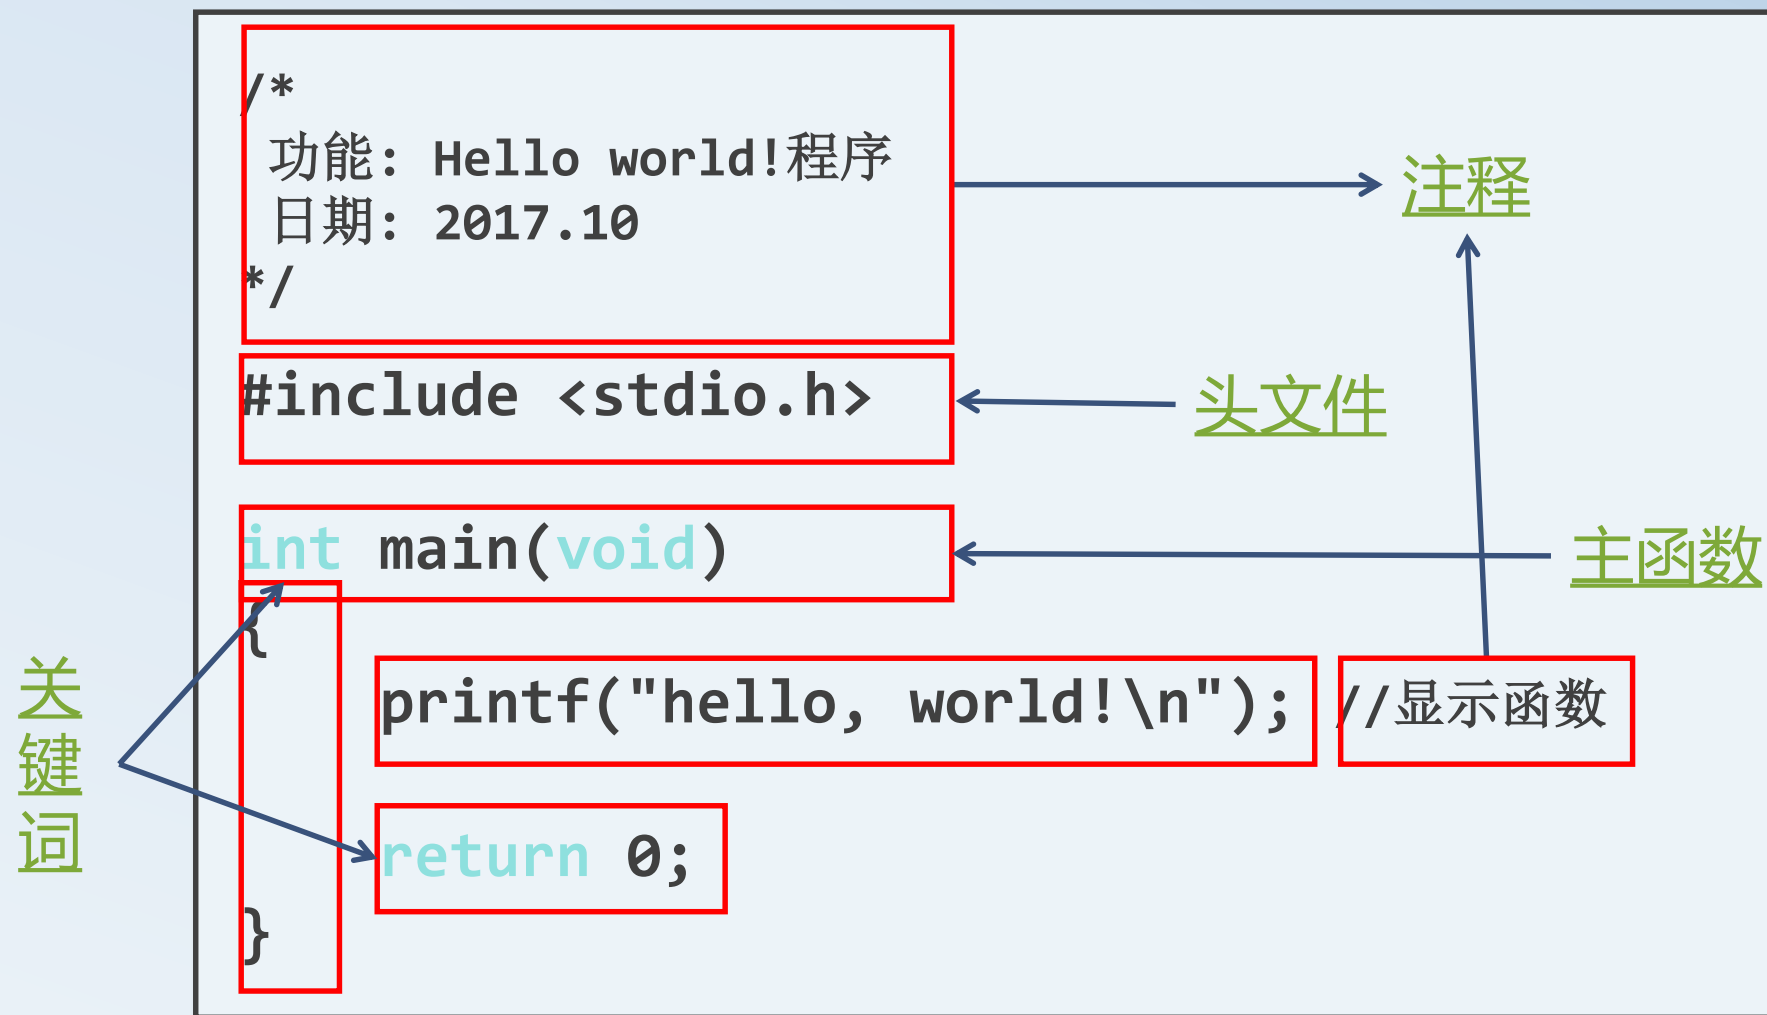 /*
功能: Hello world!程序
日期: 2017.10
*/
注释
#include <stdio.h>
头文件
int main(void)
主函数
{
printf("hello, world!\n"); //显示函数
关
键
词
return 0;
}